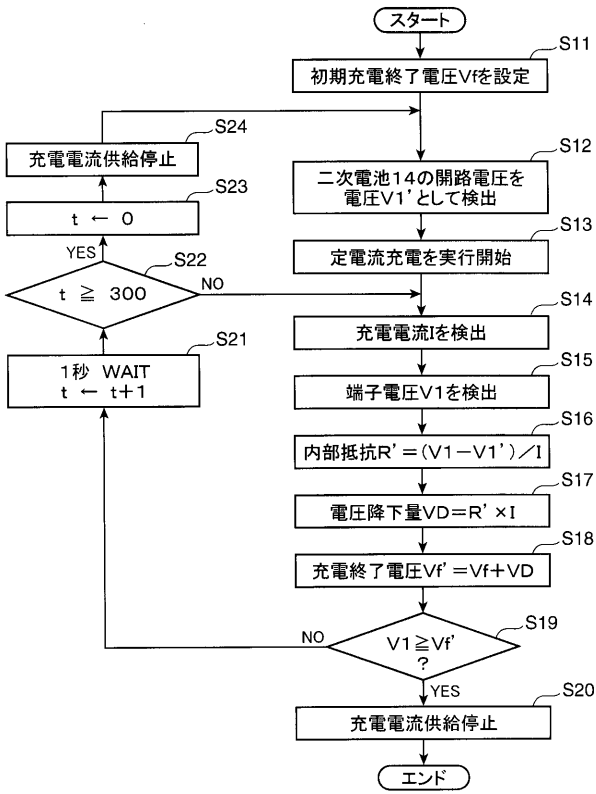 スタート
S11
初期充電終了電圧Vfを設定
S12
二次電池14の開路電圧を
電圧V1'として検出
S13
定電流充電を実行開始
S14
充電電流Iを検出
S15
端子電圧V1を検出
S16
内部抵抗R'=(V1-V1')/I
S17
電圧降下量VD=R'×I
S18
充電終了電圧Vf'=Vf+VD
S19
V1≧Vf'
?
NO
YES
S20
充電電流供給停止
エンド
S21
1秒 WAIT
t ← t+1
S22
t ≧ 300
NO
YES
S23
t ← 0
S24
充電電流供給停止